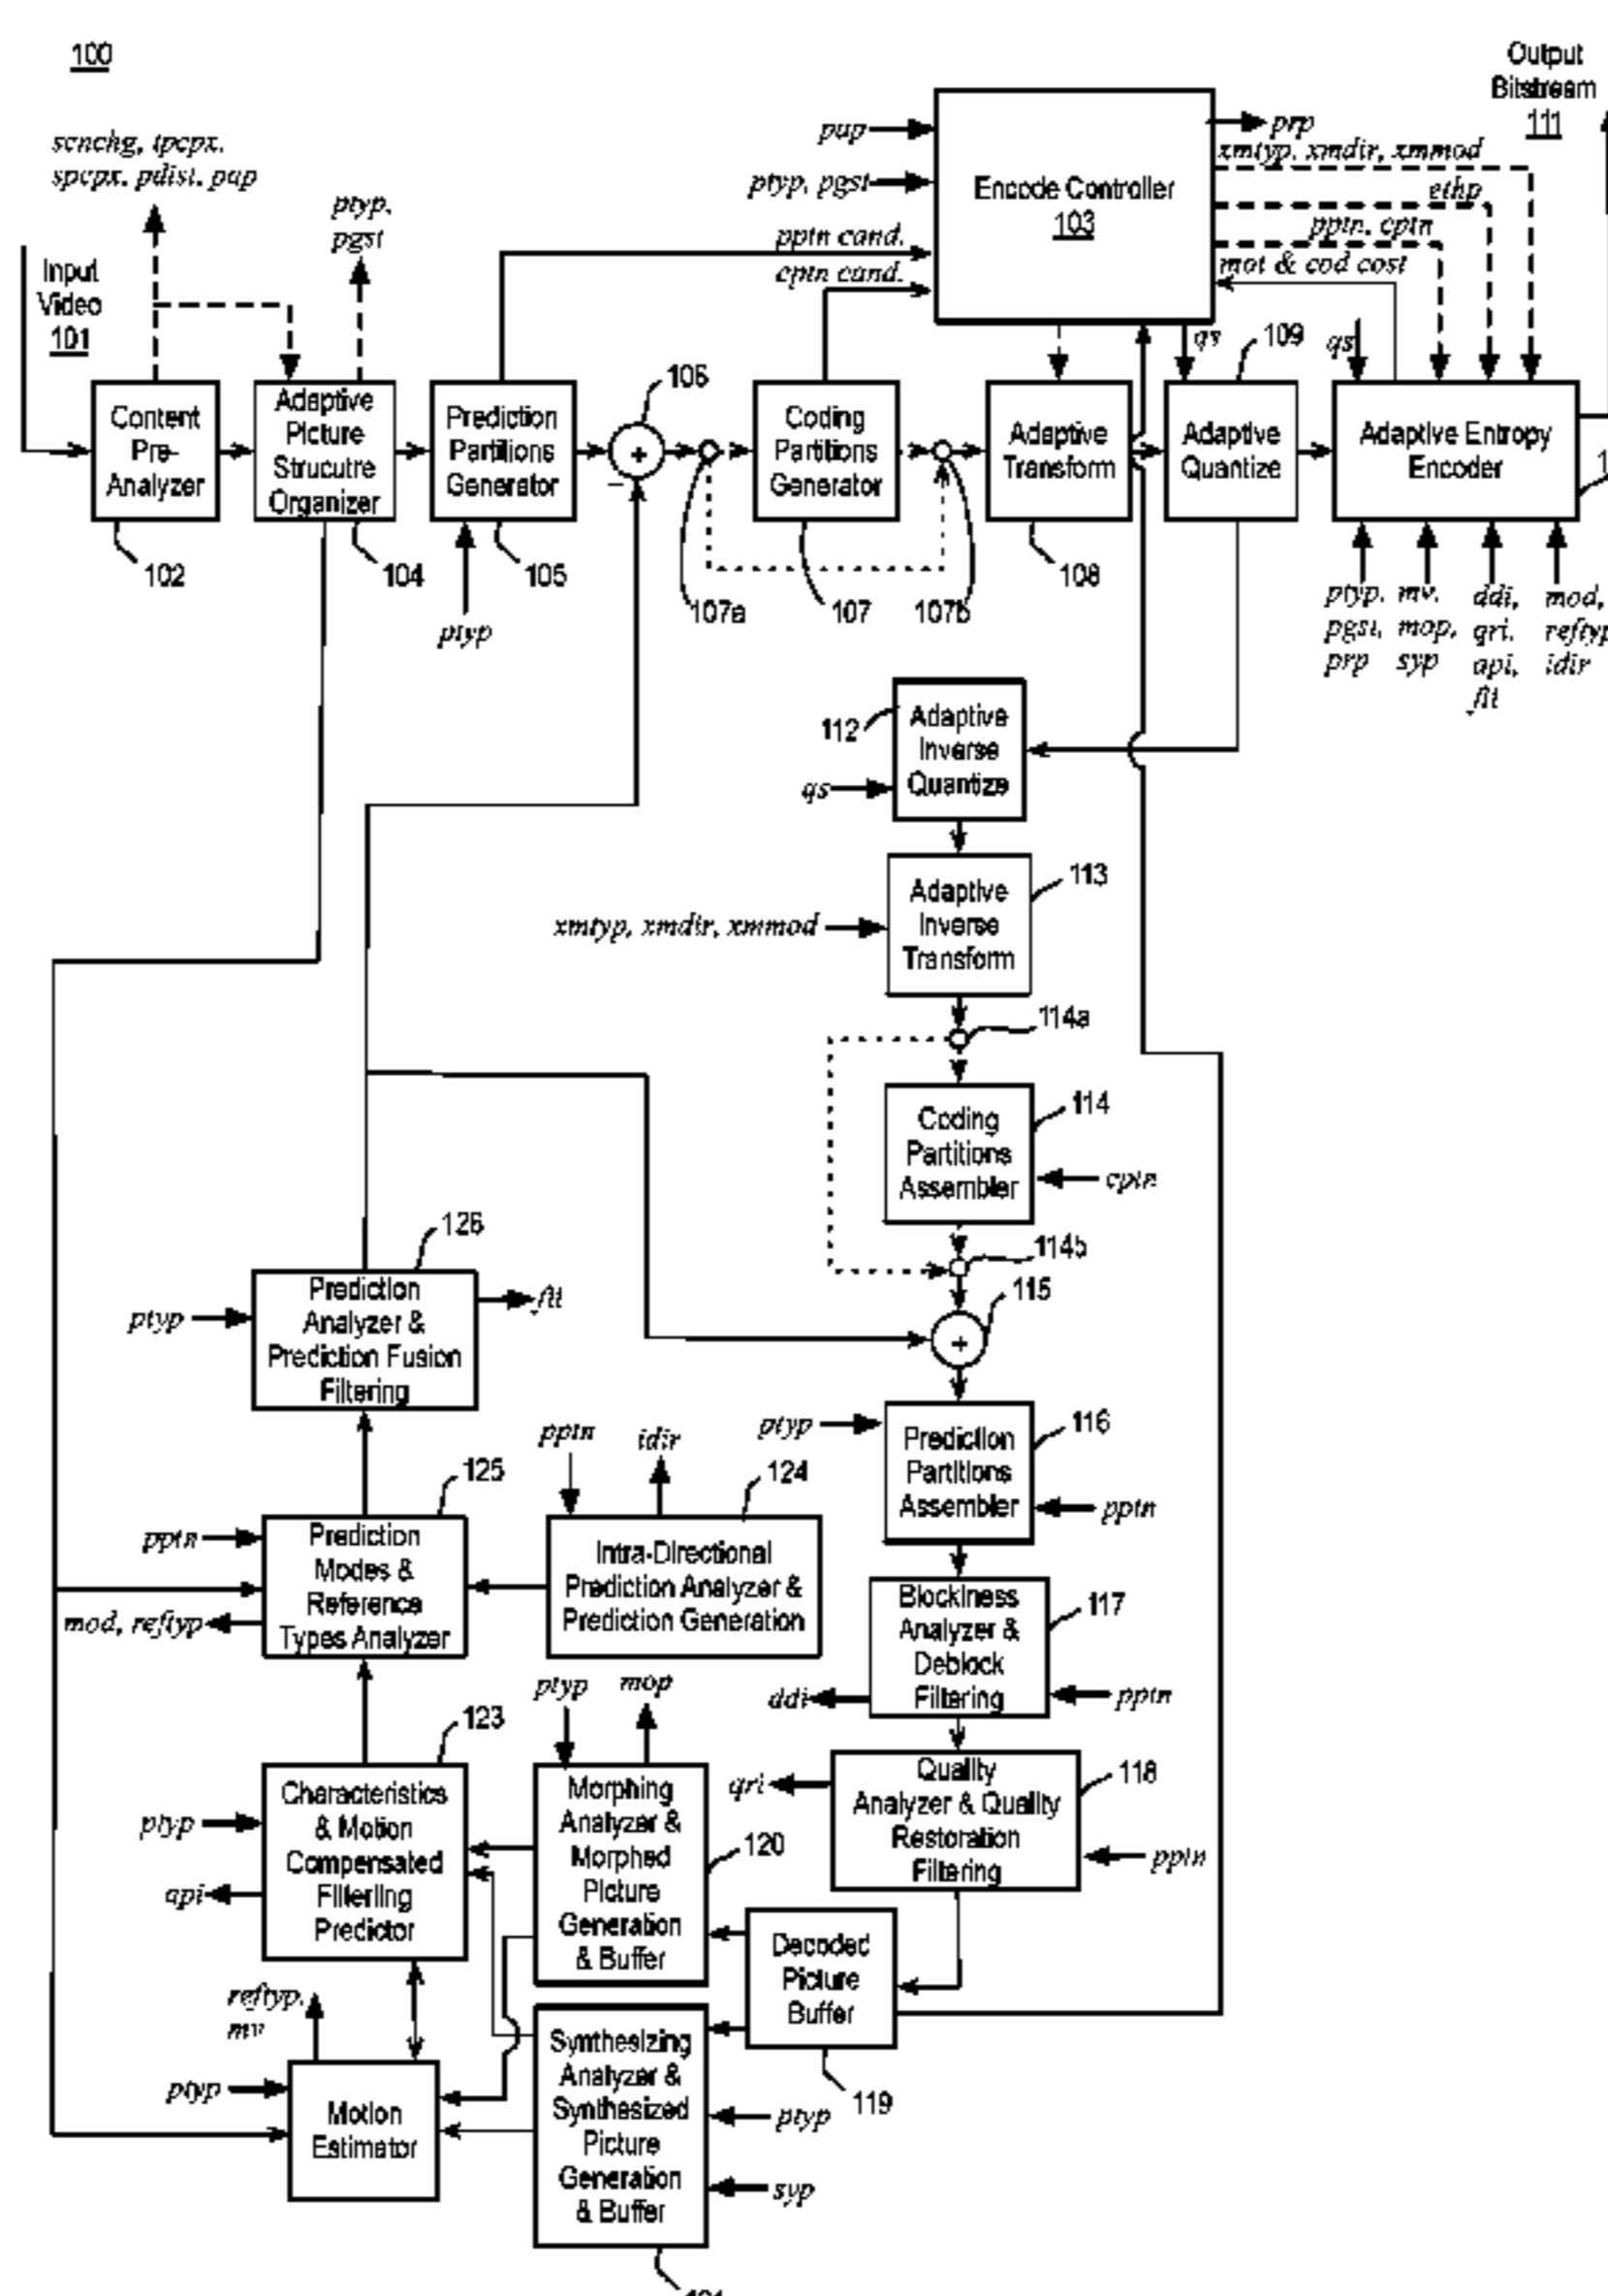 100
Output
Bitstream
111
scnchg, tpcpx,
spcpx, pdist, pup
ptyp,
pgst
Input
Video
101
pup
ptyp, pgst
pptn cand.
cptn cand.
Encode Controller
103
prp
xmtyp, xmdir, xmmod
ethp
pptn, cptn
mot & cod cost
qs
109
qs
106
Content
Pre-
Analyzer
102
Adaptive
Picture
Strucutre
Organizer
104
Prediction
Partitions
Generator
105
ptyp
+
–
107a
Coding
Partitions
Generator
107
107b
Adaptive
Transform
108
Adaptive
Quantize
Adaptive Entropy
Encoder
ptyp,
pgst,
prp
mv,
mop,
syp
ddi,
qri,
api,
flt
mod,
reftyp
idir
112
Adaptive
Inverse
Quantize
qs
Adaptive
Inverse
Transform
113
xmtyp, xmdir, xmmod
114a
Coding
Partitions
Assembler
114
cptn
114b
115
+
126
Prediction
Analyzer &
Prediction Fusion
Filtering
ptyp
flt
ptyp
Prediction
Partitions
Assembler
116
pptn
125
pptn
Prediction
Modes &
Reference
Types Analyzer
mod, reftyp
pptn
idir
124
Intra-Directional
Prediction Analyzer &
Prediction Generation
Blockiness
Analyzer &
Deblock
Filtering
117
ddi
pptn
123
Characteristics
& Motion
Compensated
Filteriing
Predictor
ptyp
api
ptyp
mop
Morphing
Analyzer &
Morphed
Picture
Generation
& Buffer
120
qri
Quality
Analyzer & Quality
Restoration
Filtering
118
pptn
Decoded
Picture
Buffer
119
reftyp,
mv
ptyp
Motion
Estimator
Synthesizing
Analyzer &
Synthesized
Picture
Generation
& Buffer
ptyp
syp